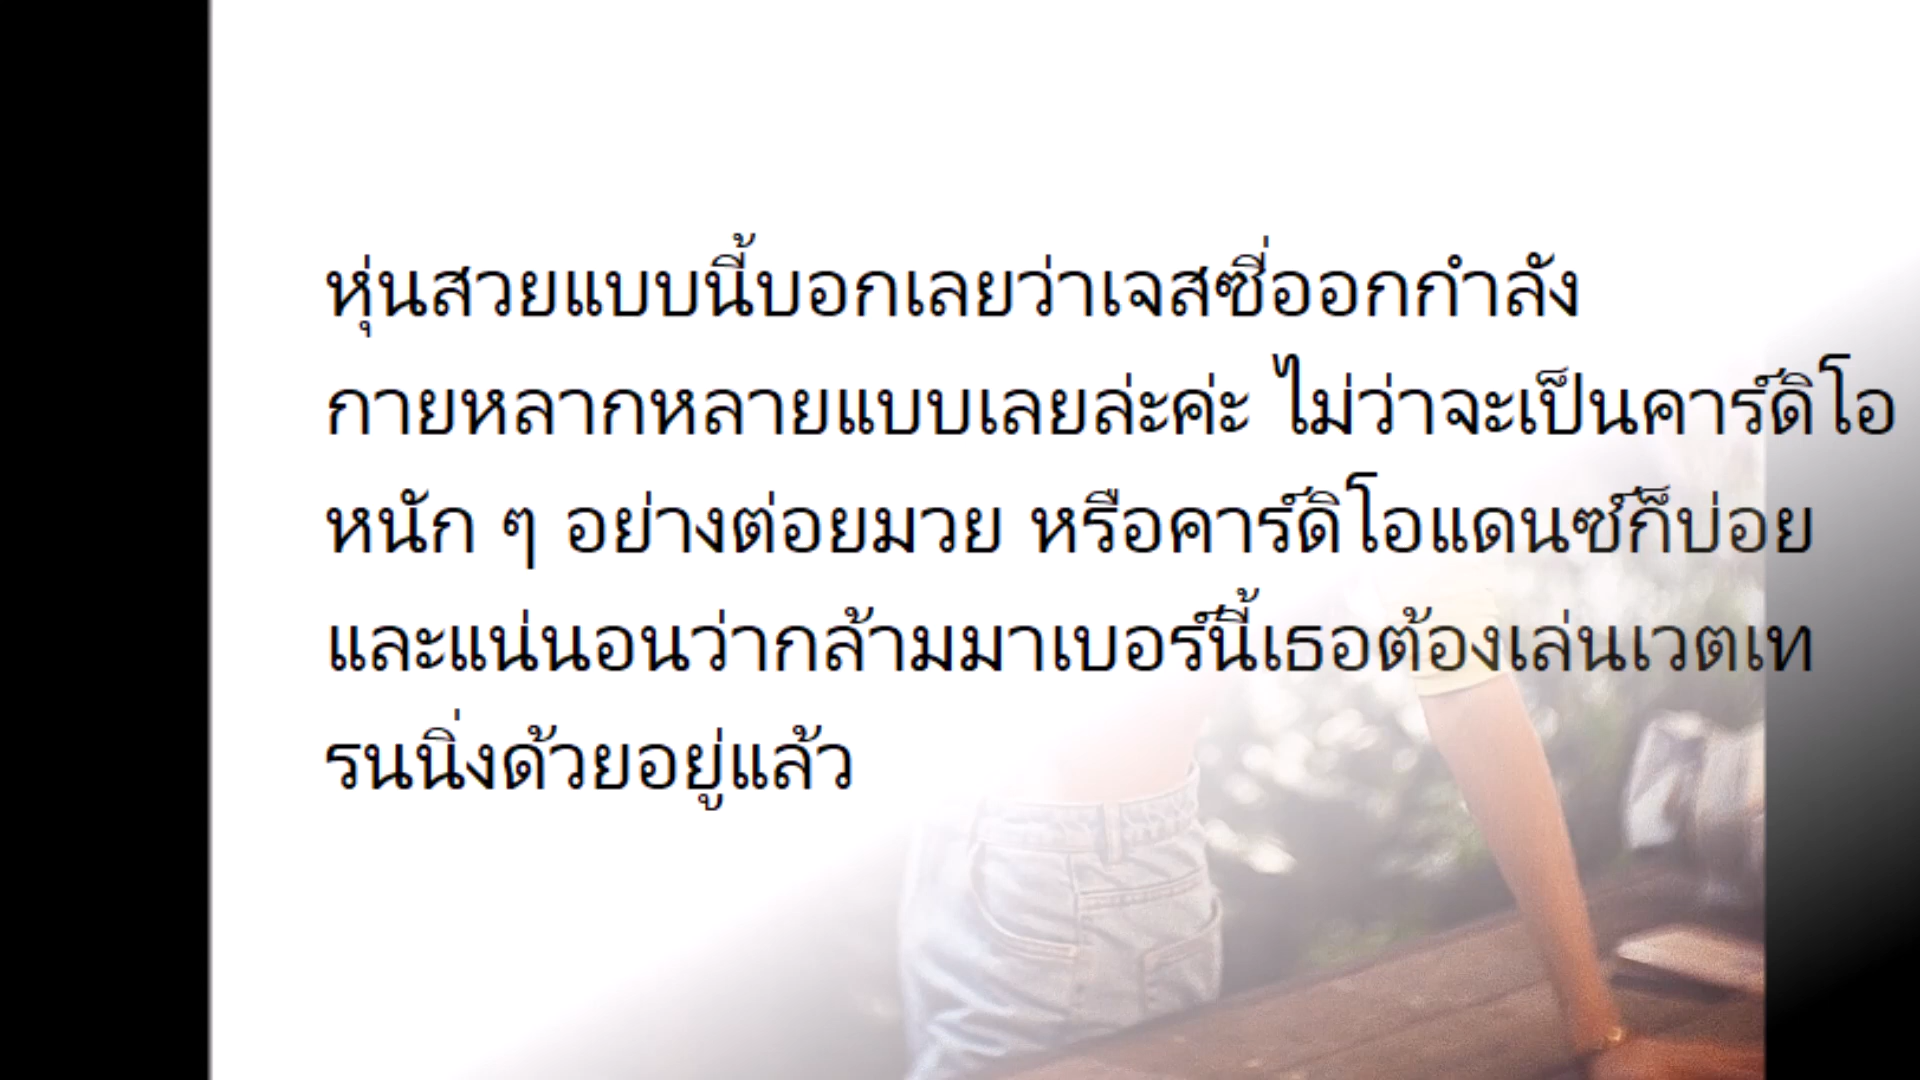 หุ่นสวยแบบนี้บอกเลยว่าเจสซี่ออกกำลัง
กายหลากหลายแบบเลยล่ะค่ะ ไม่ว่าจะเป็นคาร์ดิโอ
หนัก ๆ อย่างต่อยมวย หรือคาร์ดิโอแดนซ์ก็บ่อย
และแน่นอนว่ากล้ามมาเบอร์นี้เธอต้องเล่นเวตเท
รนนิ่งด้วยอยู่แล้ว